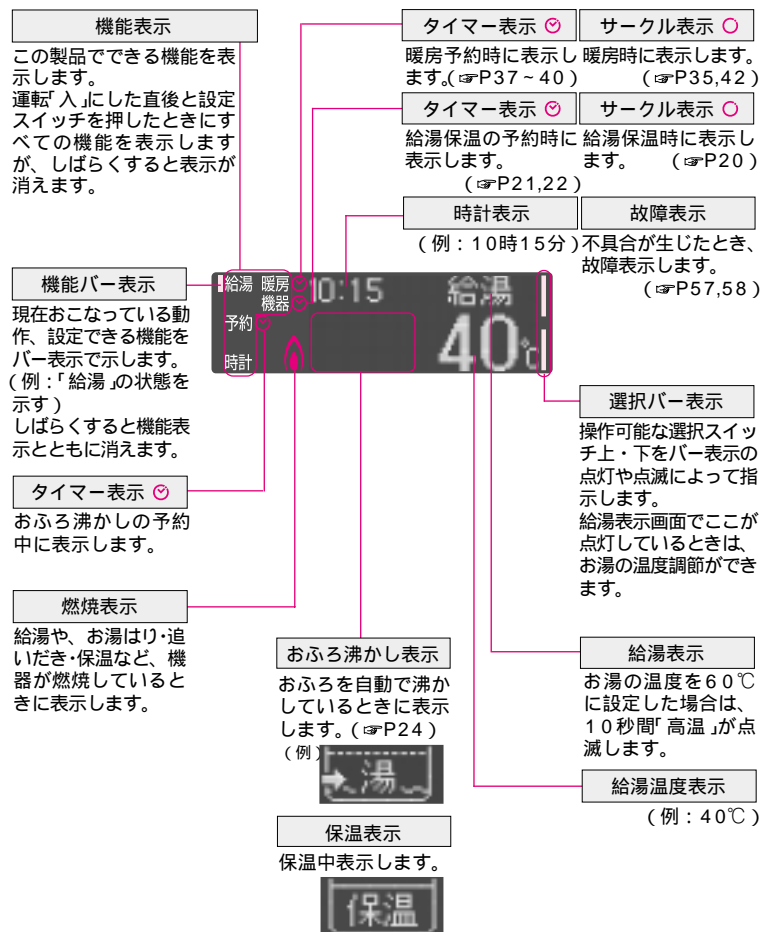 機能表示
この製品でできる機能を表
示します。
運転「入」にした直後と設定
スイッチを押したときにす
べての機能を表示します
が、しばらくすると表示が
消えます。
タイマー表示
暖房予約時に表示し
ます。(☞P37~40)
サークル表示
暖房時に表示します。
(☞P35,42)
タイマー表示
給湯保温の予約時に
表示します。
(☞P21,22)
サークル表示
給湯保温時に表示し
ます。 (☞P20)
時計表示
(例:10時15分)
故障表示
不具合が生じたとき、
故障表示します。
(☞P57,58)
機能バー表示
現在おこなっている動
作、設定できる機能を
バー表示で示します。
(例:「給湯」の状態を
示す)
しばらくすると機能表
示とともに消えます。
給湯 暖房 10:15 給湯
機器
予約
40℃
時計
タイマー表示
おふろ沸かしの予約
中に表示します。
選択バー表示
操作可能な選択スイッ
チ上・下をバー表示の
点灯や点滅によって指
示します。
給湯表示画面でここが
点灯しているときは、
お湯の温度調節ができ
ます。
燃焼表示
給湯や、お湯はり・追
いだき・保温など、機
器が燃焼していると
きに表示します。
おふろ沸かし表示
おふろを自動で沸か
しているときに表示
します。(☞P24)
(例)
湯
保温表示
保温中表示します。
保温
給湯表示
お湯の温度を60℃
に設定した場合は、
10秒間「高温」が点
滅します。
給湯温度表示
(例:40℃)